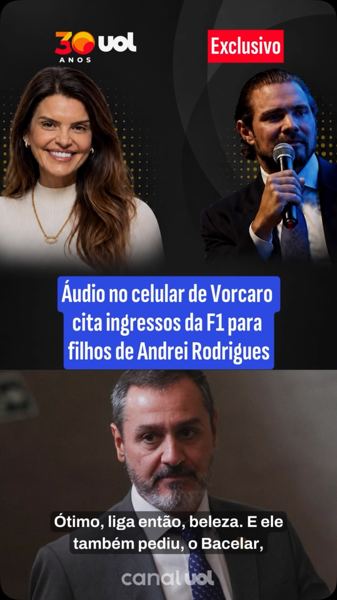 30 uol
ANOS
Exclusivo
Áudio no celular de Vorcaro
cita ingressos da F1 para
filhos de Andrei Rodrigues
Ótimo, liga então, beleza. E ele
também pediu, o Bacelar,
canal uol